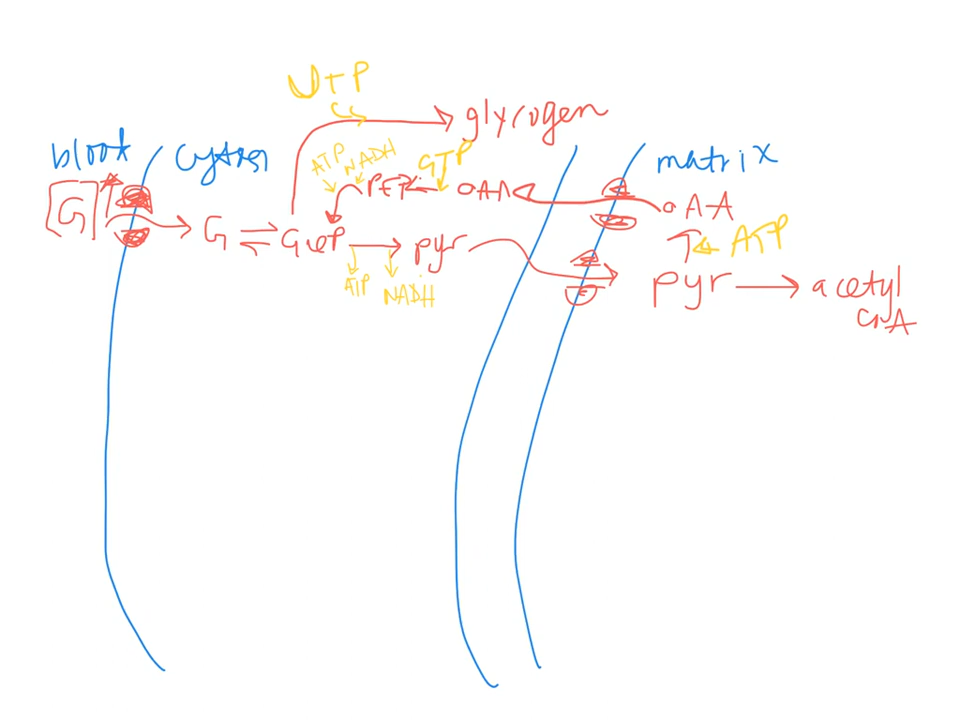 UTP
glycogen
blood cytosol matrix
ATP NADH GTP
PEP OAA OAA
G G G6P pyr ATP
ATP NADH pyr acetyl
CoA